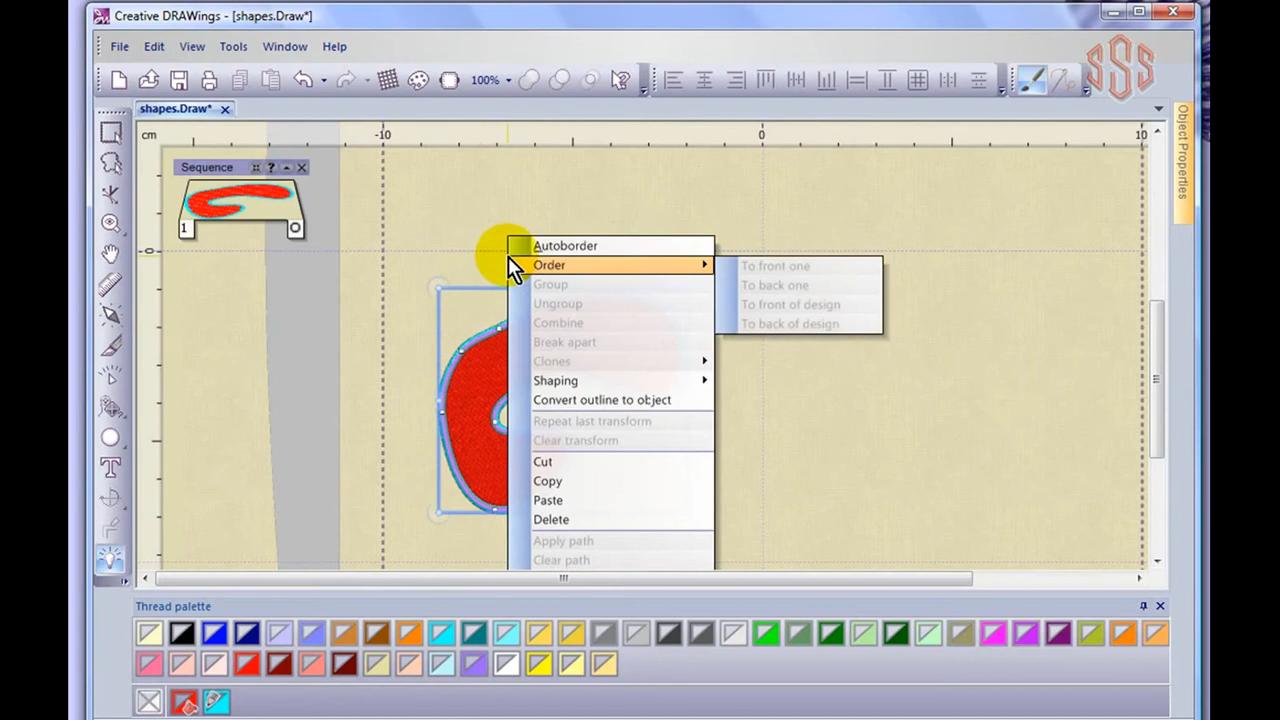 Creative DRAWings - [shapes.Draw*]
File Edit View Tools Window Help
SSS
100%
shapes.Draw*
cm -10 0 10
Object Properties
Sequence ?
1 O
0
Autoborder
Order
Group
Ungroup
Combine
Break apart
Clones
Shaping
Convert outline to object
Repeat last transform
Clear transform
Cut
Copy
Paste
Delete
Apply path
Clear path
To front one
To back one
To front of design
To back of design
Thread palette